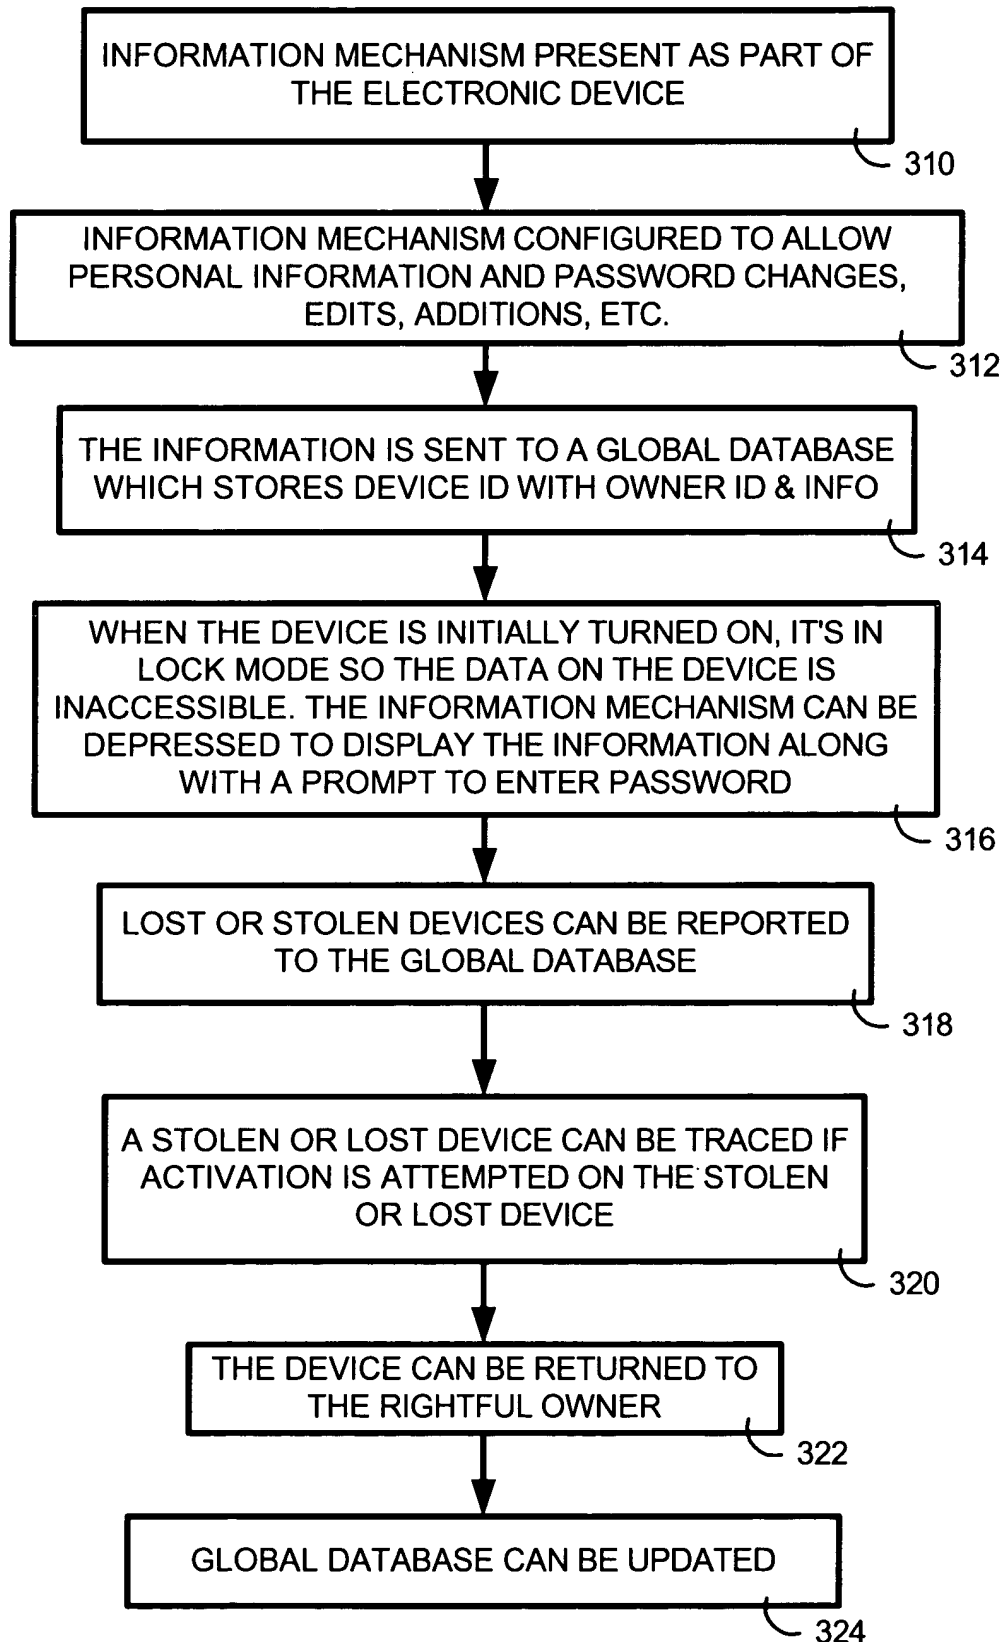 INFORMATION MECHANISM PRESENT AS PART OF
THE ELECTRONIC DEVICE
310
INFORMATION MECHANISM CONFIGURED TO ALLOW
PERSONAL INFORMATION AND PASSWORD CHANGES,
EDITS, ADDITIONS, ETC.
312
THE INFORMATION IS SENT TO A GLOBAL DATABASE
WHICH STORES DEVICE ID WITH OWNER ID & INFO
314
WHEN THE DEVICE IS INITIALLY TURNED ON, IT'S IN
LOCK MODE SO THE DATA ON THE DEVICE IS
INACCESSIBLE. THE INFORMATION MECHANISM CAN BE
DEPRESSED TO DISPLAY THE INFORMATION ALONG
WITH A PROMPT TO ENTER PASSWORD
316
LOST OR STOLEN DEVICES CAN BE REPORTED
TO THE GLOBAL DATABASE
318
A STOLEN OR LOST DEVICE CAN BE TRACED IF
ACTIVATION IS ATTEMPTED ON THE STOLEN
OR LOST DEVICE
320
THE DEVICE CAN BE RETURNED TO
THE RIGHTFUL OWNER
322
GLOBAL DATABASE CAN BE UPDATED
324